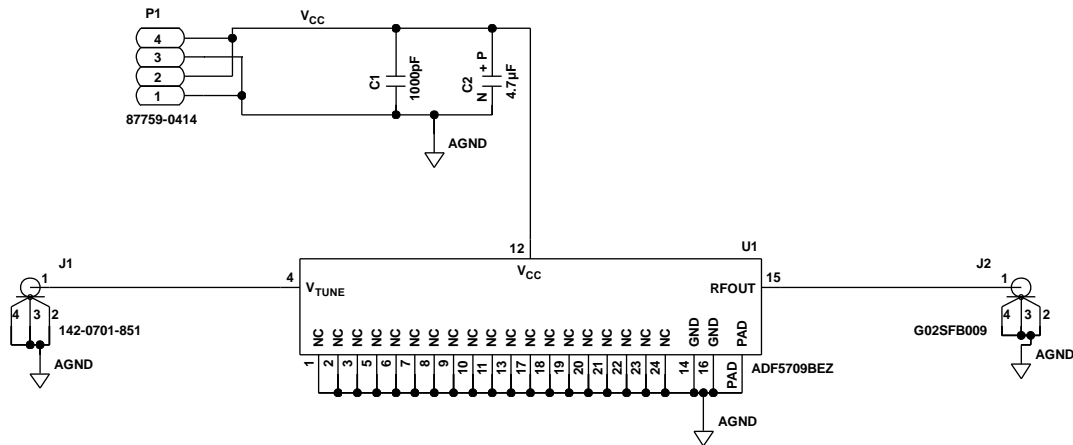 P1
V_CC
4
3
2
1
87759-0414
C1
1000pF
C2
+ P
N
4.7µF
AGND
J1
1
4 3 2
142-0701-851
AGND
U1
12
V_CC
4
V_TUNE
15
RFOUT
NC NC NC NC NC NC NC NC NC NC NC NC NC NC NC NC NC NC NC GND GND PAD
1 2 3 5 6 7 8 9 10 11 13 17 18 19 20 21 22 23 24 14 16 PAD
ADF5709BEZ
AGND
J2
1
4 3 2
G02SFB009
AGND